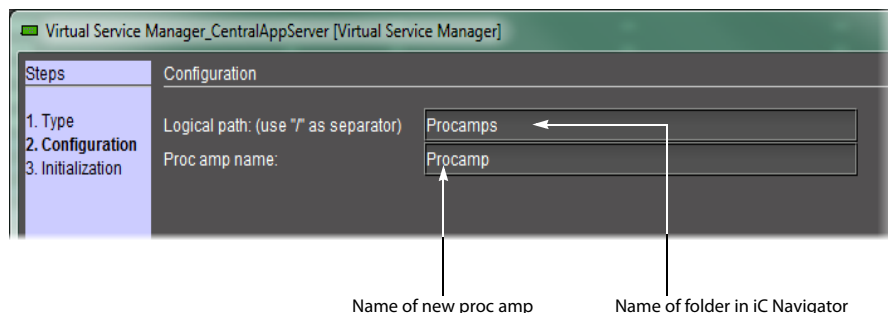 Virtual Service Manager_CentralAppServer [Virtual Service Manager]
Steps
Configuration
1. Type
2. Configuration
3. Initialization
Logical path: (use "/" as separator)
Procamps
Proc amp name:
Procamp
Name of new proc amp
Name of folder in iC Navigator